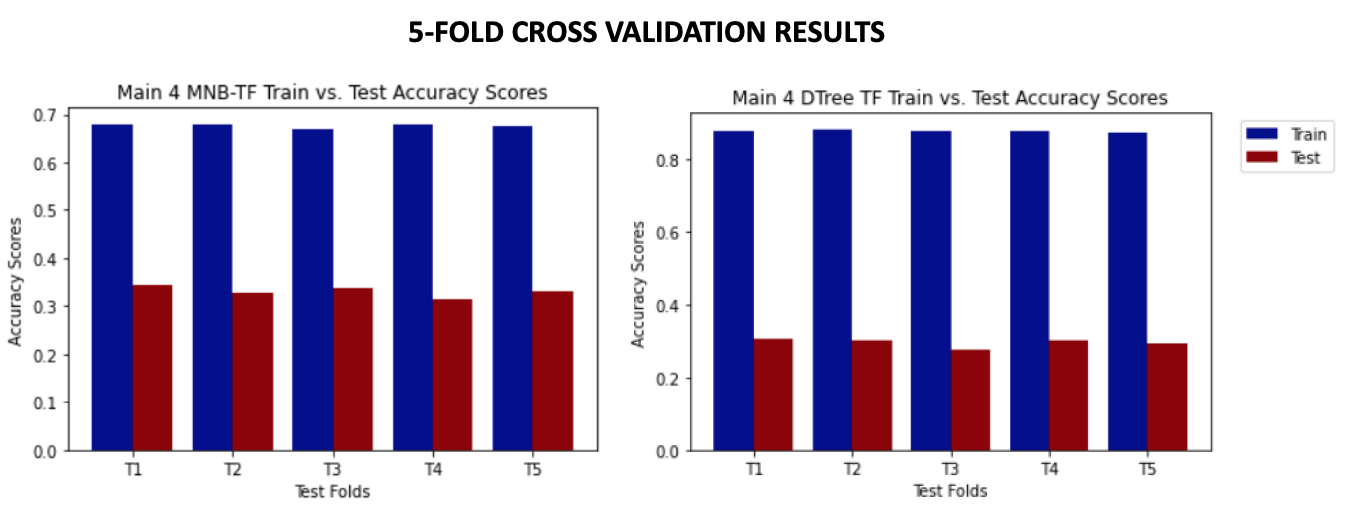 5-FOLD CROSS VALIDATION RESULTS
Main 4 MNB-TF Train vs. Test Accuracy Scores
Accuracy Scores
0.7
0.6
0.5
0.4
0.3
0.2
0.1
0.0
T1 T2 T3 T4 T5
Test Folds
Main 4 DTree TF Train vs. Test Accuracy Scores
Accuracy Scores
0.8
0.6
0.4
0.2
0.0
T1 T2 T3 T4 T5
Test Folds
Train
Test